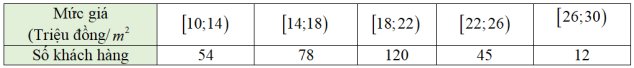 Mức giá (Triệu đồng/ m² [10;14) [14;18) [18;22) [22;26) [26;30)
Số khách hàng 54 78 120 45 12